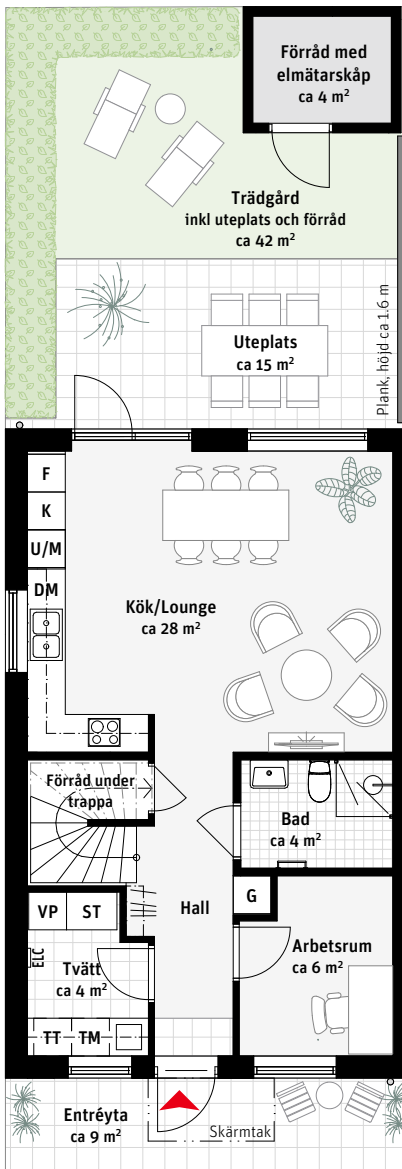 Förråd med
elmätarskåp
ca 4 m²
Trädgård
inkl uteplats och förråd
ca 42 m²
Plank, höjd ca 1.6 m
Uteplats
ca 15 m²
F
K
U/M
DM
Kök/Lounge
ca 28 m²
Förråd under
trappa
Bad
ca 4 m²
G
VP
ST
Hall
ELC
Tvätt
ca 4 m²
Arbetsrum
ca 6 m²
TT
TM
Entréyta
ca 9 m²
Skärmtak